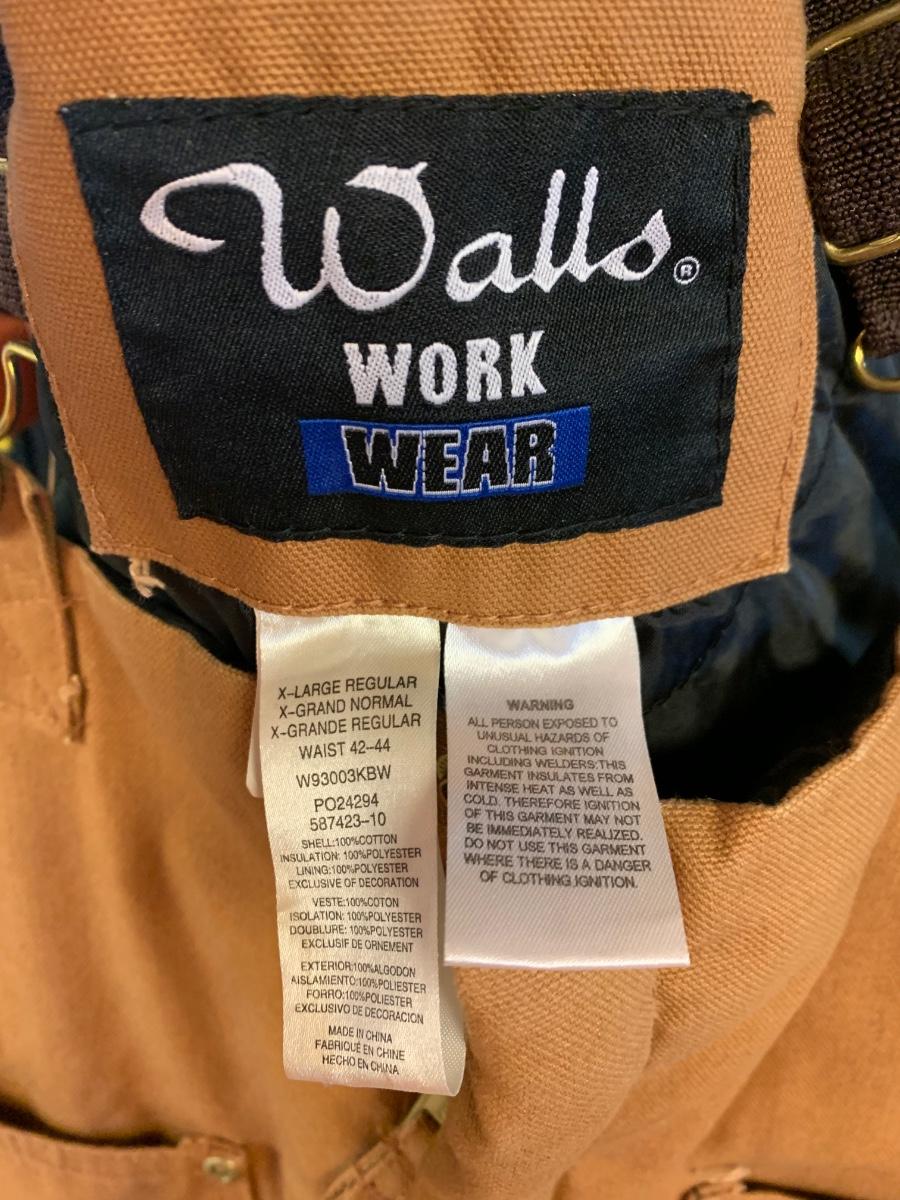 Walls®
WORK
WEAR
X-LARGE REGULAR
X-GRAND NORMAL
X-GRANDE REGULAR
WAIST 42-44
W93003KBW
PO24294
587423-10
SHELL:100%COTTON
INSULATION: 100%POLYESTER
LINING:100%POLYESTER
EXCLUSIVE OF DECORATION
VESTE:100%COTON
ISOLATION: 100%POLYESTER
DOUBLURE: 100%POLYESTER
EXCLUSIF DE ORNEMENT
EXTERIOR:100%ALGODON
AISLAMIENTO:100%POLIESTER
FORRO:100%POLIESTER
EXCLUSIVO DE DECORACION
MADE IN CHINA
FABRIQUÉ EN CHINE
HECHO EN CHINA
WARNING
ALL PERSON EXPOSED TO
UNUSUAL HAZARDS OF
CLOTHING IGNITION
INCLUDING WELDERS:THIS
GARMENT INSULATES FROM
INTENSE HEAT AS WELL AS
COLD. THEREFORE IGNITION
OF THIS GARMENT MAY NOT
BE IMMEDIATELY REALIZED.
DO NOT USE THIS GARMENT
WHERE THERE IS A DANGER
OF CLOTHING IGNITION.